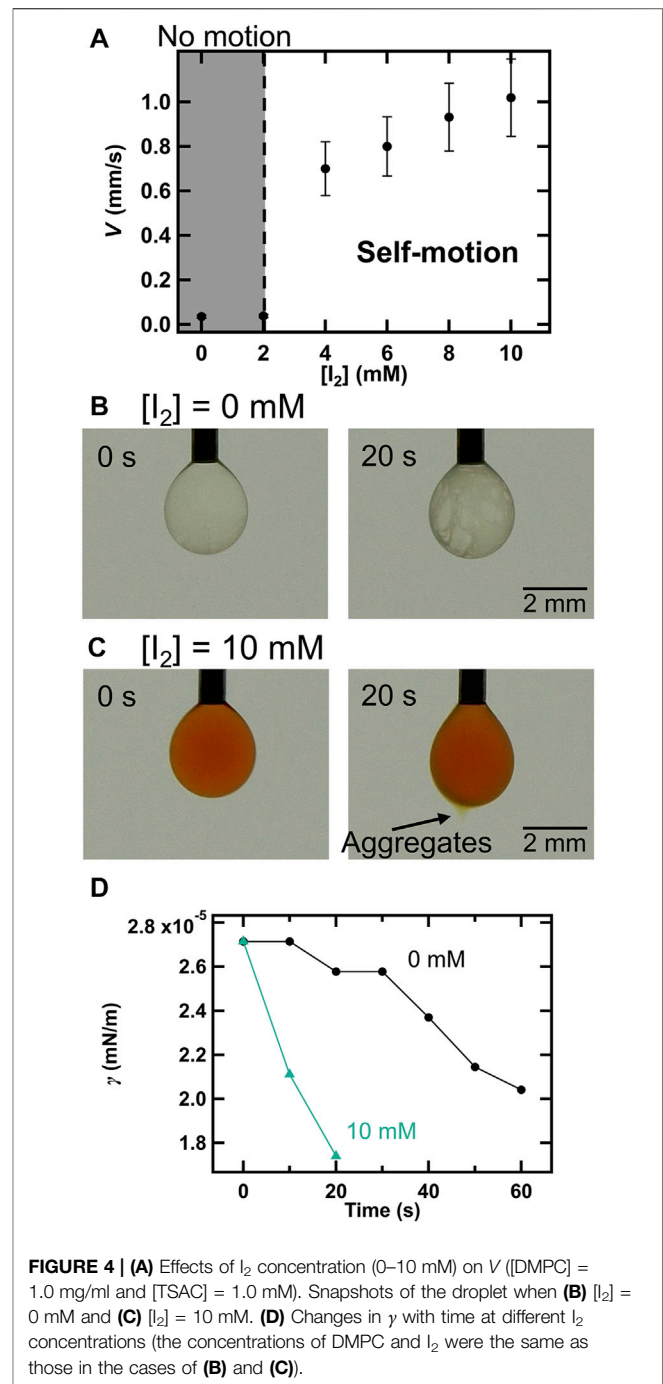 A
No motion
1.0
0.8
0.6
0.4
0.2
0.0
V (mm/s)
Self-motion
0 2 4 6 8 10
[I₂] (mM)
B [I₂] = 0 mM
0 s
20 s
2 mm
C [I₂] = 10 mM
0 s
20 s
Aggregates
2 mm
D
2.8 x10⁻⁵
2.6
2.4
2.2
2.0
1.8
γ (mN/m)
0 mM
10 mM
0 20 40 60
Time (s)
FIGURE 4 | (A) Effects of I₂ concentration (0–10 mM) on V ([DMPC] =
1.0 mg/ml and [TSAC] = 1.0 mM). Snapshots of the droplet when (B) [I₂] =
0 mM and (C) [I₂] = 10 mM. (D) Changes in γ with time at different I₂
concentrations (the concentrations of DMPC and I₂ were the same as
those in the cases of (B) and (C)).